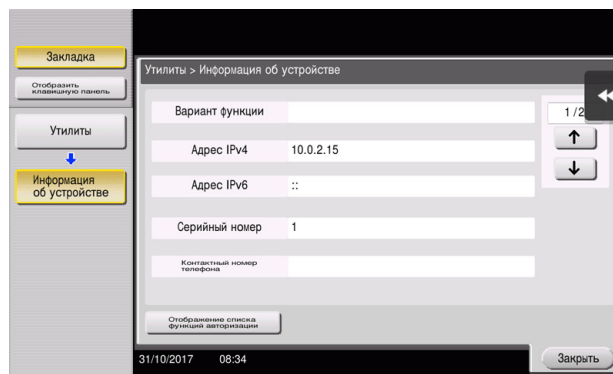 Закладка
Отобразить
клавишную панель
Утилиты
Информация
об устройстве
Утилиты > Информация об устройстве
Вариант функции
1/2
Адрес IPv4 10.0.2.15
Адрес IPv6 ::
Серийный номер 1
Контактный номер
телефона
Отображение списка
функций авторизации
31/10/2017 08:34
Закрыть